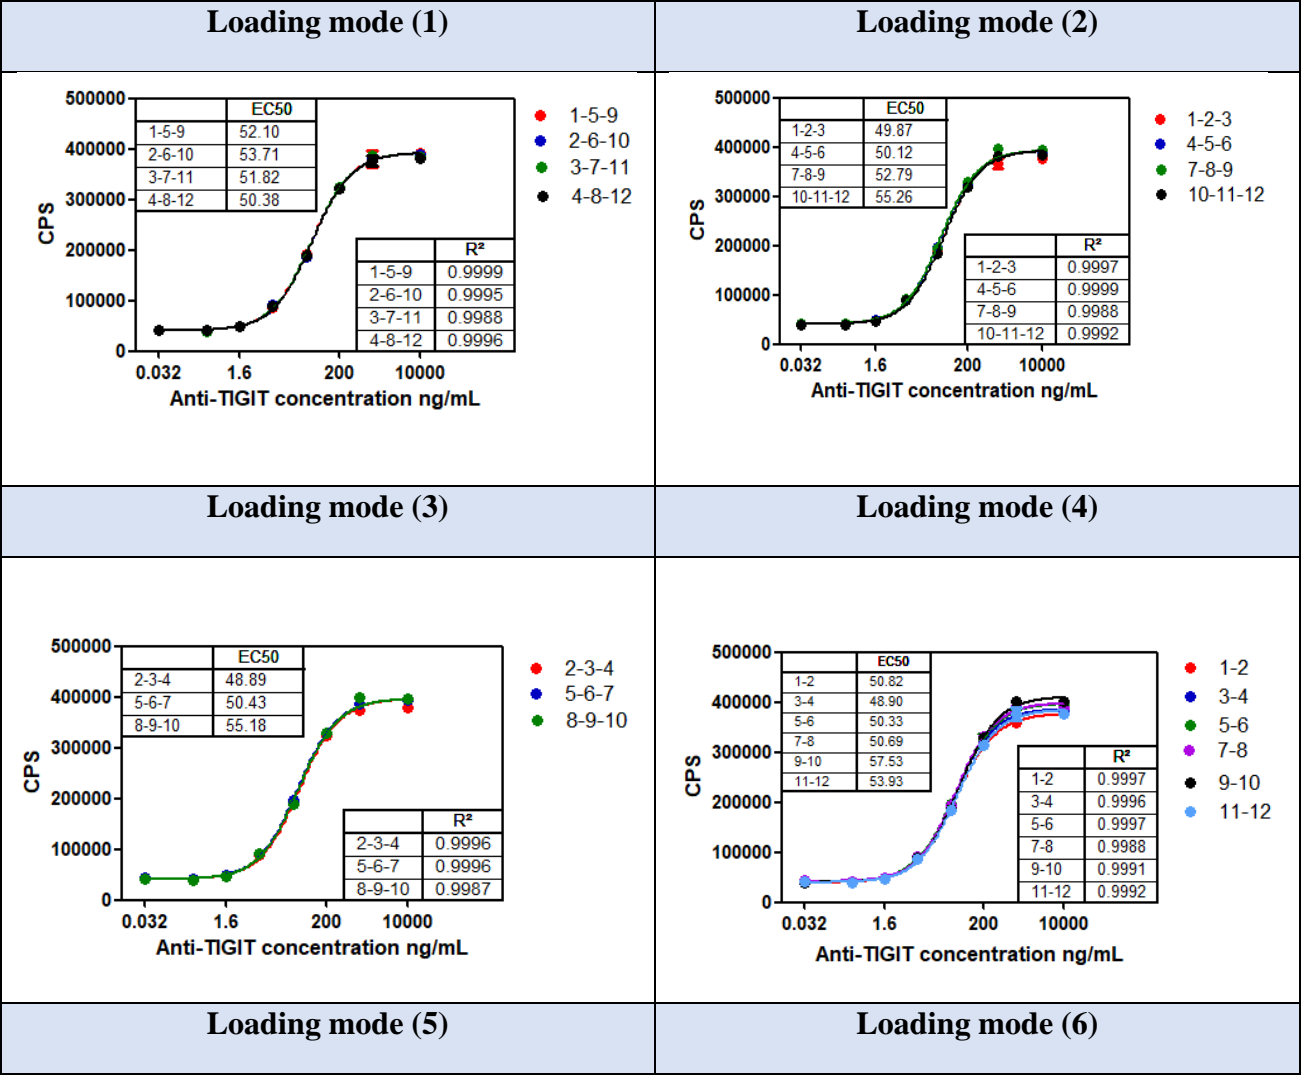 Loading mode (1)
Loading mode (2)
500000
400000
300000
200000
100000
0
CPS
EC50
1-5-9 52.10
2-6-10 53.71
3-7-11 51.82
4-8-12 50.38
R²
1-5-9 0.9999
2-6-10 0.9995
3-7-11 0.9988
4-8-12 0.9996
0.032 1.6 200 10000
Anti-TIGIT concentration ng/mL
1-5-9
2-6-10
3-7-11
4-8-12
500000
400000
300000
200000
100000
0
CPS
EC50
1-2-3 49.87
4-5-6 50.12
7-8-9 52.79
10-11-12 55.26
R²
1-2-3 0.9997
4-5-6 0.9999
7-8-9 0.9988
10-11-12 0.9992
0.032 1.6 200 10000
Anti-TIGIT concentration ng/mL
1-2-3
4-5-6
7-8-9
10-11-12
Loading mode (3)
Loading mode (4)
500000
400000
300000
200000
100000
0
CPS
EC50
2-3-4 48.89
5-6-7 50.43
8-9-10 55.18
R²
2-3-4 0.9996
5-6-7 0.9996
8-9-10 0.9987
0.032 1.6 200 10000
Anti-TIGIT concentration ng/mL
2-3-4
5-6-7
8-9-10
500000
400000
300000
200000
100000
0
CPS
EC50
1-2 50.82
3-4 48.90
5-6 50.33
7-8 50.69
9-10 57.53
11-12 53.93
R²
1-2 0.9997
3-4 0.9996
5-6 0.9997
7-8 0.9988
9-10 0.9991
11-12 0.9992
0.032 1.6 200 10000
Anti-TIGIT concentration ng/mL
1-2
3-4
5-6
7-8
9-10
11-12
Loading mode (5)
Loading mode (6)